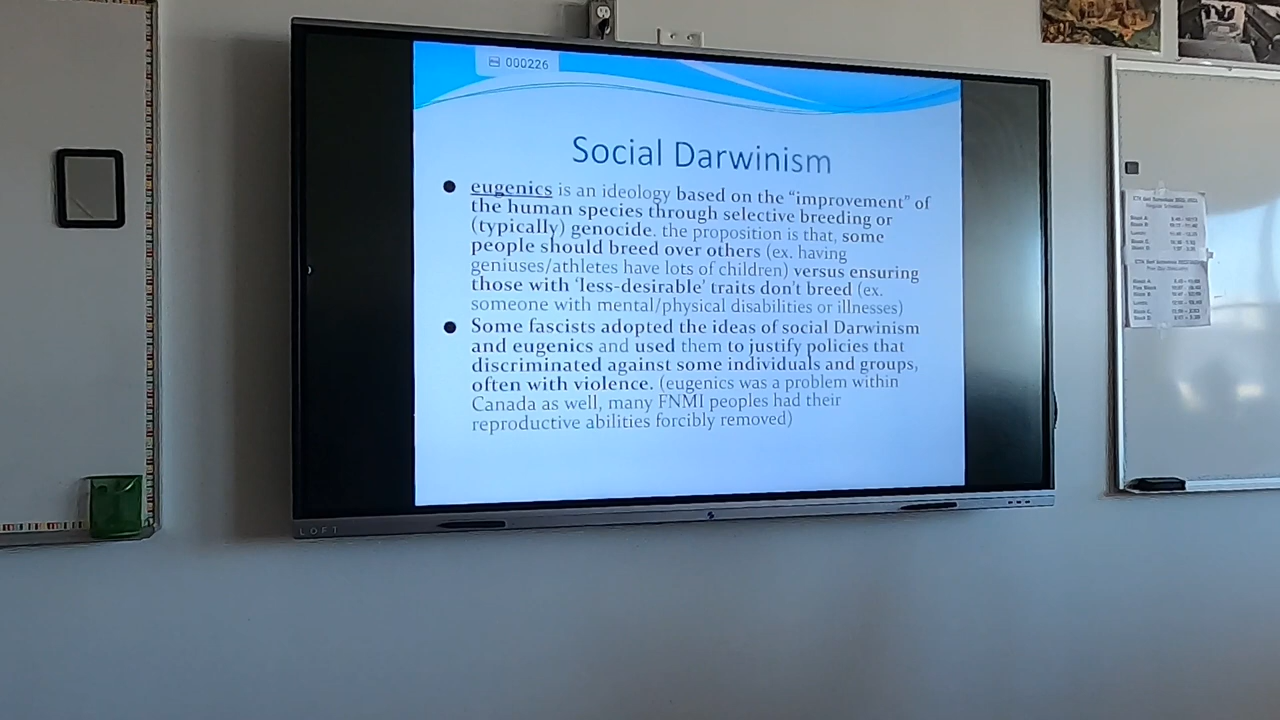 000226
Social Darwinism
eugenics is an ideology based on the “improvement” of
the human species through selective breeding or
(typically) genocide. the proposition is that, some
people should breed over others (ex. having
geniuses/athletes have lots of children) versus ensuring
those with ‘less-desirable’ traits don’t breed (ex.
someone with mental/physical disabilities or illnesses)
Some fascists adopted the ideas of social Darwinism
and eugenics and used them to justify policies that
discriminated against some individuals and groups,
often with violence. (eugenics was a problem within
Canada as well, many FNMI peoples had their
reproductive abilities forcibly removed)
LOFT